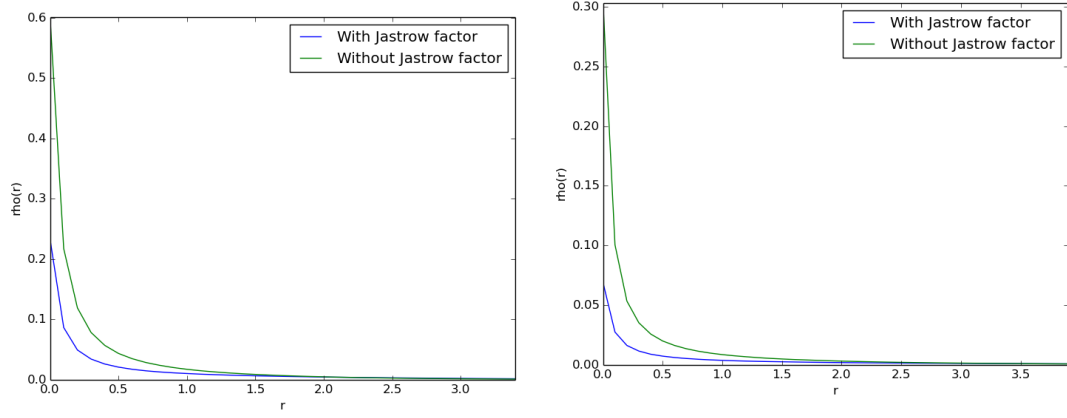 0.6
0.5
0.4
0.3
0.2
0.1
0.0
rho(r)
0.0 0.5 1.0 1.5 2.0 2.5 3.0
r
With Jastrow factor
Without Jastrow factor
0.30
0.25
0.20
0.15
0.10
0.05
0.00
rho(r)
0.0 0.5 1.0 1.5 2.0 2.5 3.0 3.5
r
With Jastrow factor
Without Jastrow factor